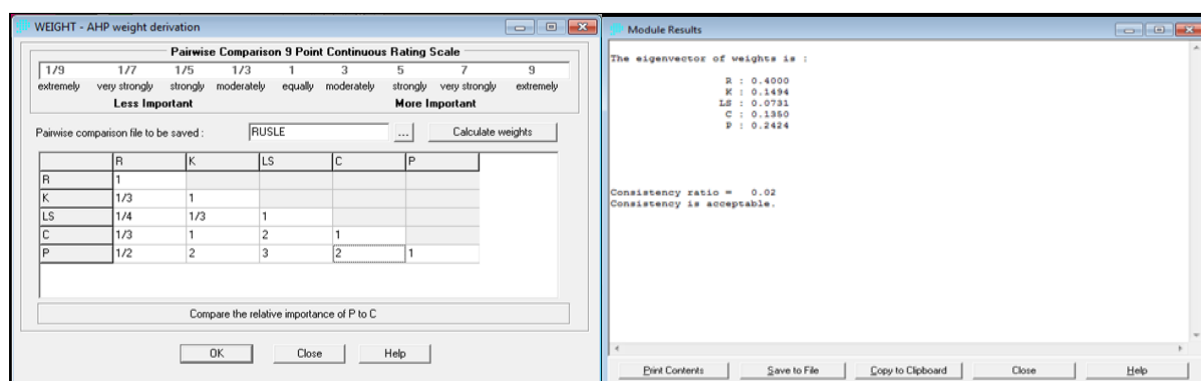 WEIGHT - AHP weight derivation
Pairwise Comparison 9 Point Continuous Rating Scale
1/9 1/7 1/5 1/3 1 3 5 7 9
extremely very strongly strongly moderately equally moderately strongly very strongly extremely
Less Important More Important
Pairwise comparison file to be saved : RUSLE ... Calculate weights
R K LS C P
R 1
K 1/3 1
LS 1/4 1/3 1
C 1/3 1 2 1
P 1/2 2 3 2 1
Compare the relative importance of P to C
OK Close Help
Module Results
The eigenvector of weights is :
R : 0.4000
K : 0.1494
LS : 0.0731
C : 0.1350
P : 0.2424
Consistency ratio = 0.02
Consistency is acceptable.
Print Contents Save to File Copy to Clipboard Close Help